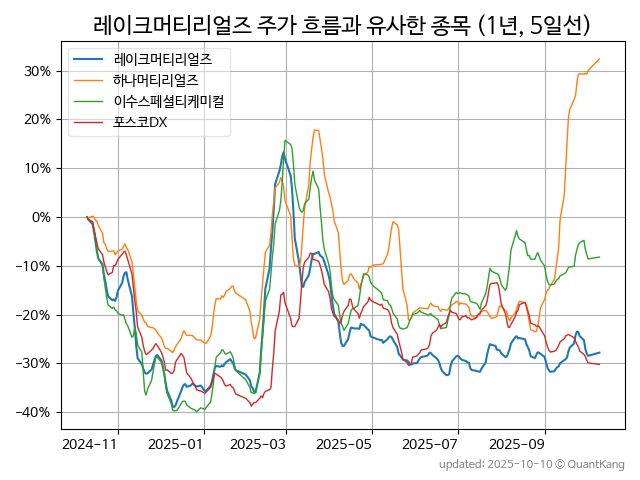 레이크머티리얼즈 주가 흐름과 유사한 종목 (1년, 5일선)
레이크머티리얼즈
하나머티리얼즈
이수스페셜티케미컬
포스코DX
30%
20%
10%
0%
−10%
−20%
−30%
−40%
2024−11
2025−01
2025−03
2025−05
2025−07
2025−09
updated: 2025-10-10 © QuantKang